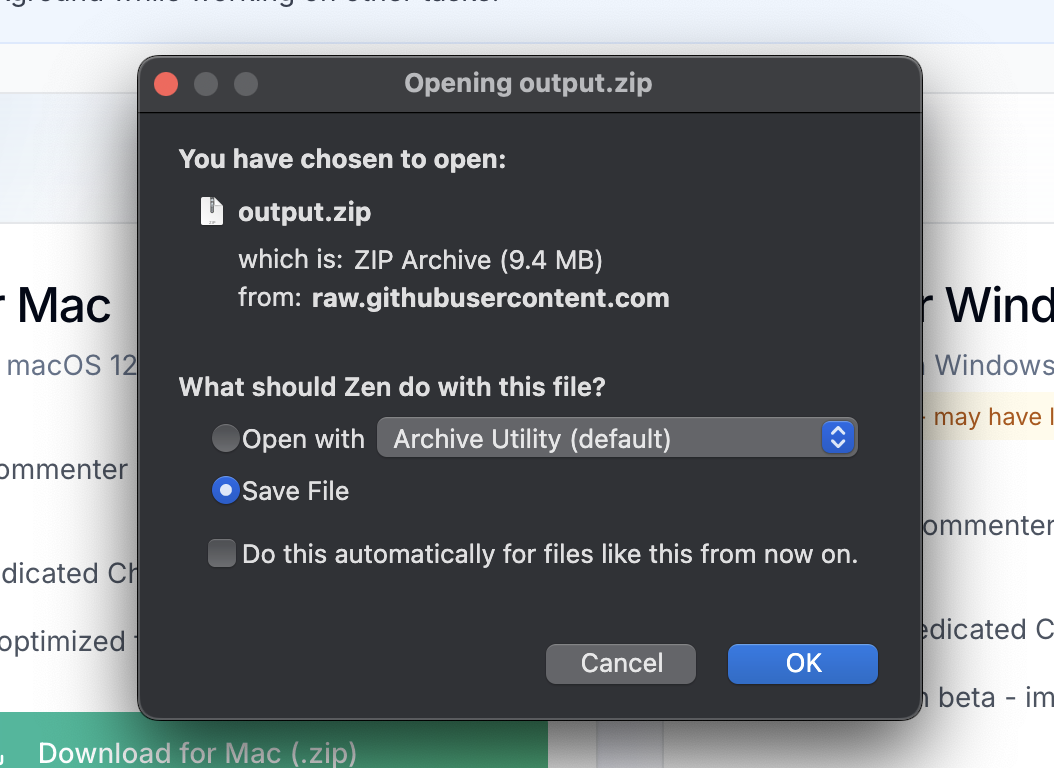 while working on other tasks.
Opening output.zip
You have chosen to open:
output.zip
which is: ZIP Archive (9.4 MB)
from: raw.githubusercontent.com
Mac
Wind
macOS 12
Windows
What should Zen do with this file?
- may have l
Open with Archive Utility (default)
ommenter
Save File
ommenter
Do this automatically for files like this from now on.
dicated Ch
optimized
edicated C
Cancel OK
beta - im
Download for Mac (.zip)